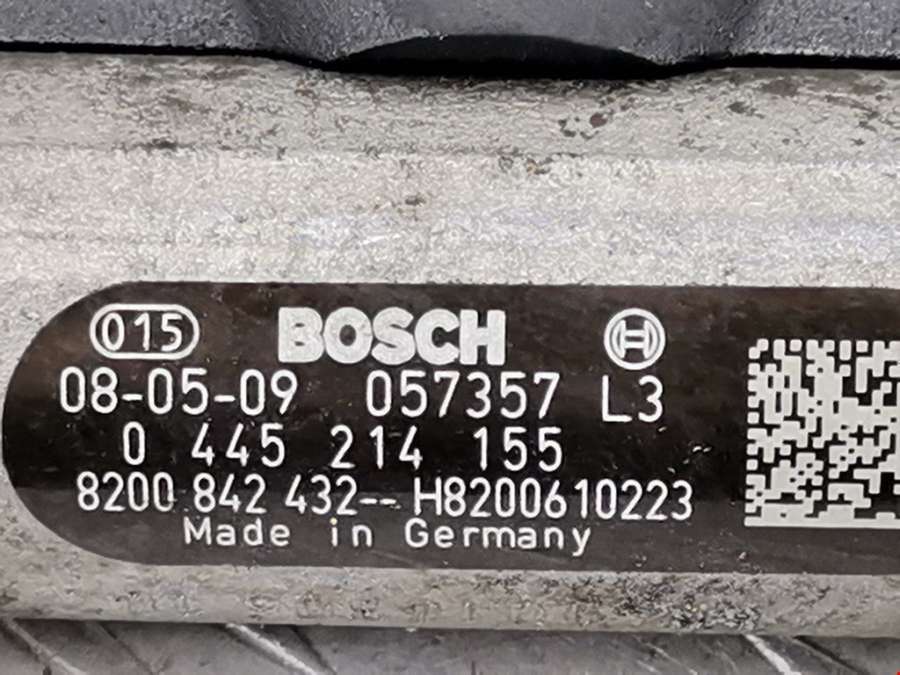 015 BOSCH H
08-05-09 057357 L3
0 445 214 155
8200 842 432-- H8200610223
Made in Germany